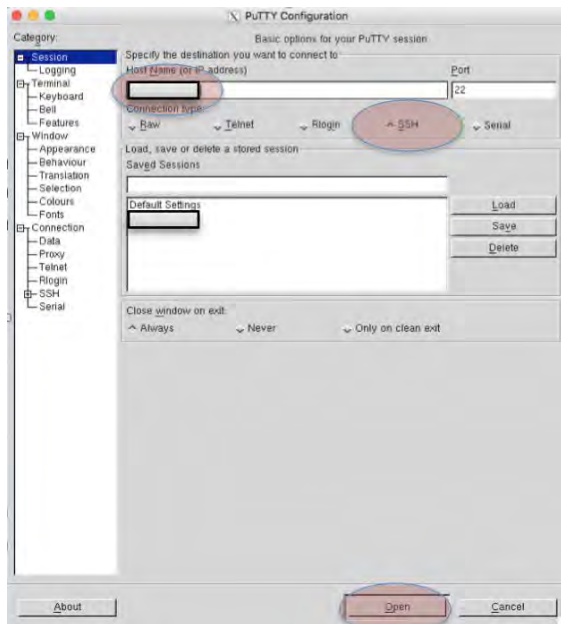 PuTTY Configuration
Category:
Basic options for your PuTTY session
Session
Logging
Terminal
Keyboard
Bell
Features
Window
Appearance
Behaviour
Translation
Selection
Colours
Fonts
Connection
Data
Proxy
Telnet
Rlogin
SSH
Serial
Specify the destination you want to connect to
Host Name (or IP address) Port
22
Connection type:
Raw Telnet Rlogin SSH Serial
Load, save or delete a stored session
Saved Sessions
Default Settings
Load
Save
Delete
Close window on exit:
Always Never Only on clean exit
About Open Cancel